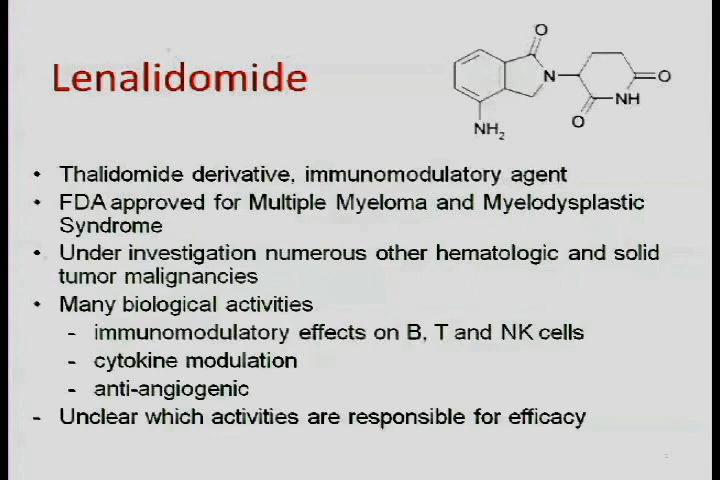 Lenalidomide
O
N
O
NH
O
NH2
• Thalidomide derivative, immunomodulatory agent
• FDA approved for Multiple Myeloma and Myelodysplastic
Syndrome
• Under investigation numerous other hematologic and solid
tumor malignancies
• Many biological activities
- immunomodulatory effects on B, T and NK cells
- cytokine modulation
- anti-angiogenic
- Unclear which activities are responsible for efficacy